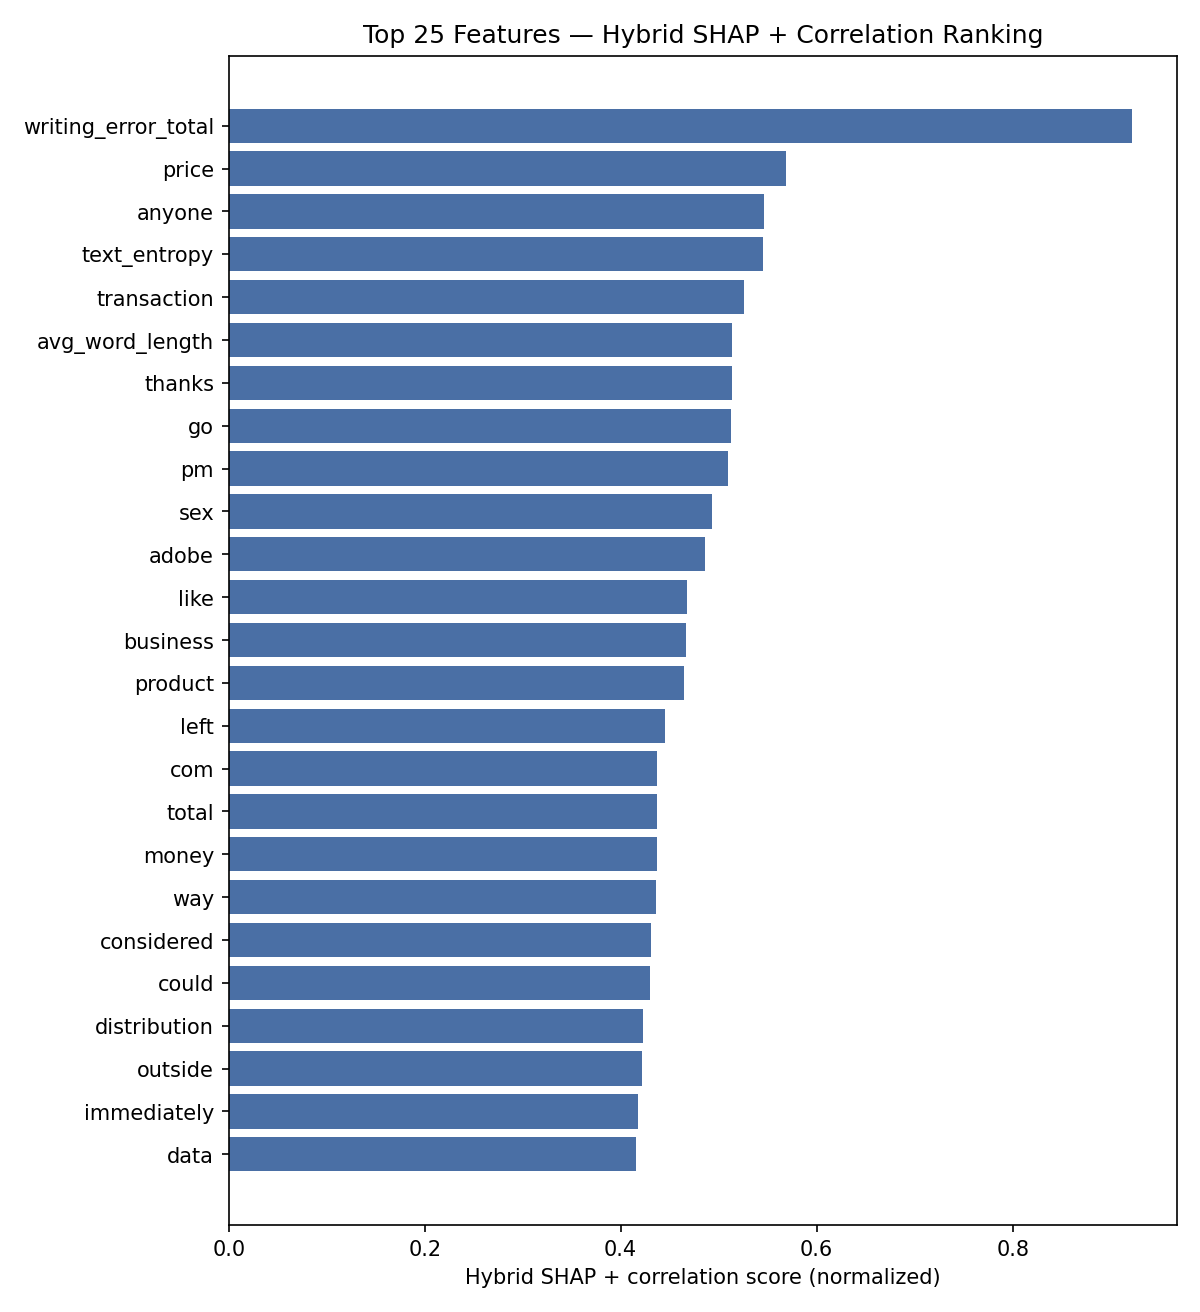 Top 25 Features — Hybrid SHAP + Correlation Ranking
writing_error_total
price
anyone
text_entropy
transaction
avg_word_length
thanks
go
pm
sex
adobe
like
business
product
left
com
total
money
way
considered
could
distribution
outside
immediately
data
0.0 0.2 0.4 0.6 0.8
Hybrid SHAP + correlation score (normalized)